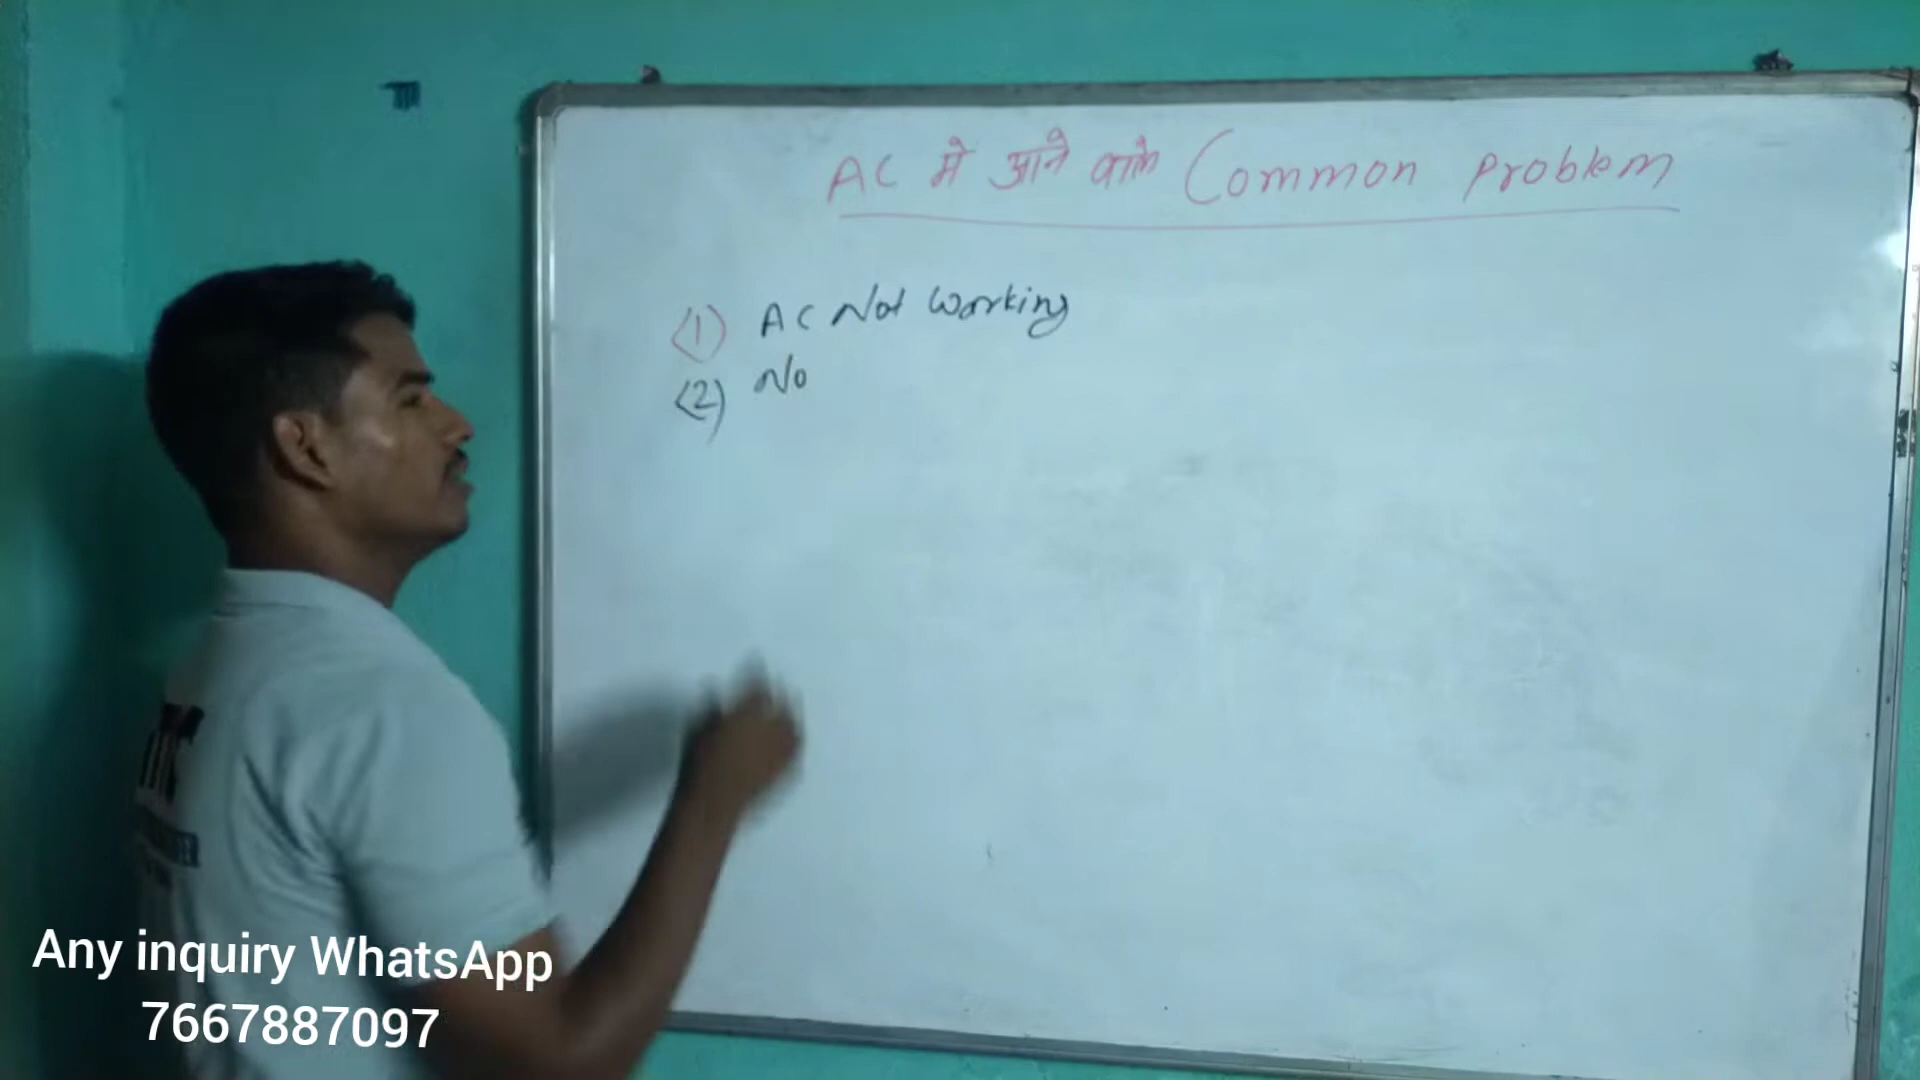 AC मे आने वाले Common Problem
(1) AC Not Working
(2) No
Any inquiry WhatsApp
7667887097